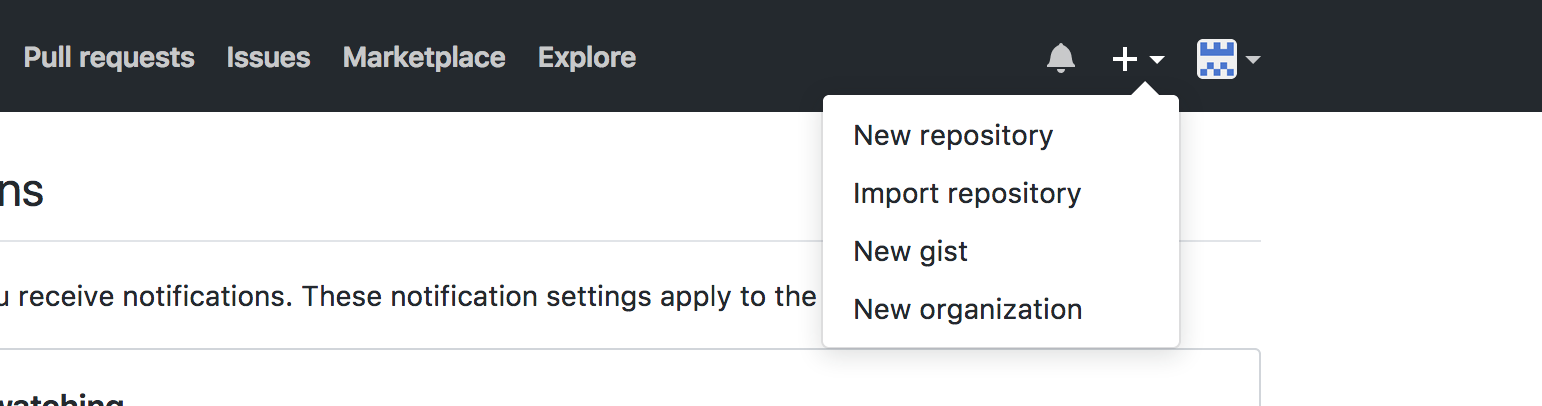 Pull requests Issues Marketplace Explore
New repository
ns
Import repository
New gist
u receive notifications. These notification settings apply to the
New organization
watching